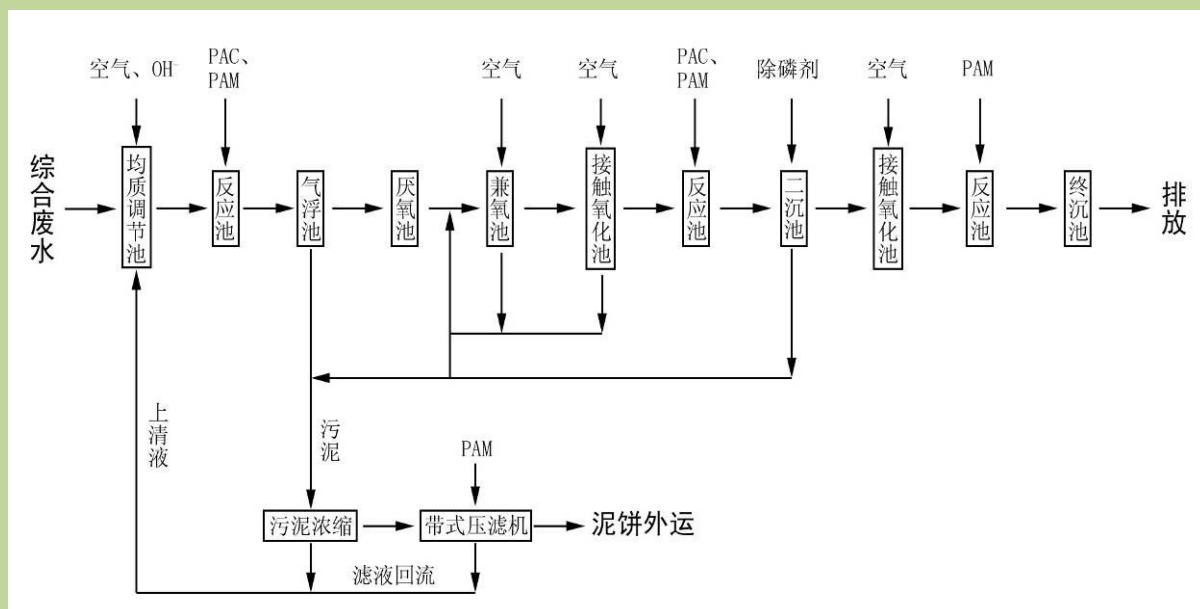 空气、OH⁻
PAC、
PAM
空气
空气
PAC、
PAM
除磷剂
空气
PAM
综合废水
均质调节池
反应池
气浮池
厌氧池
兼氧池
接触氧化池
反应池
二沉池
接触氧化池
反应池
终沉池
排放
上清液
污泥
PAM
污泥浓缩
带式压滤机
泥饼外运
滤液回流